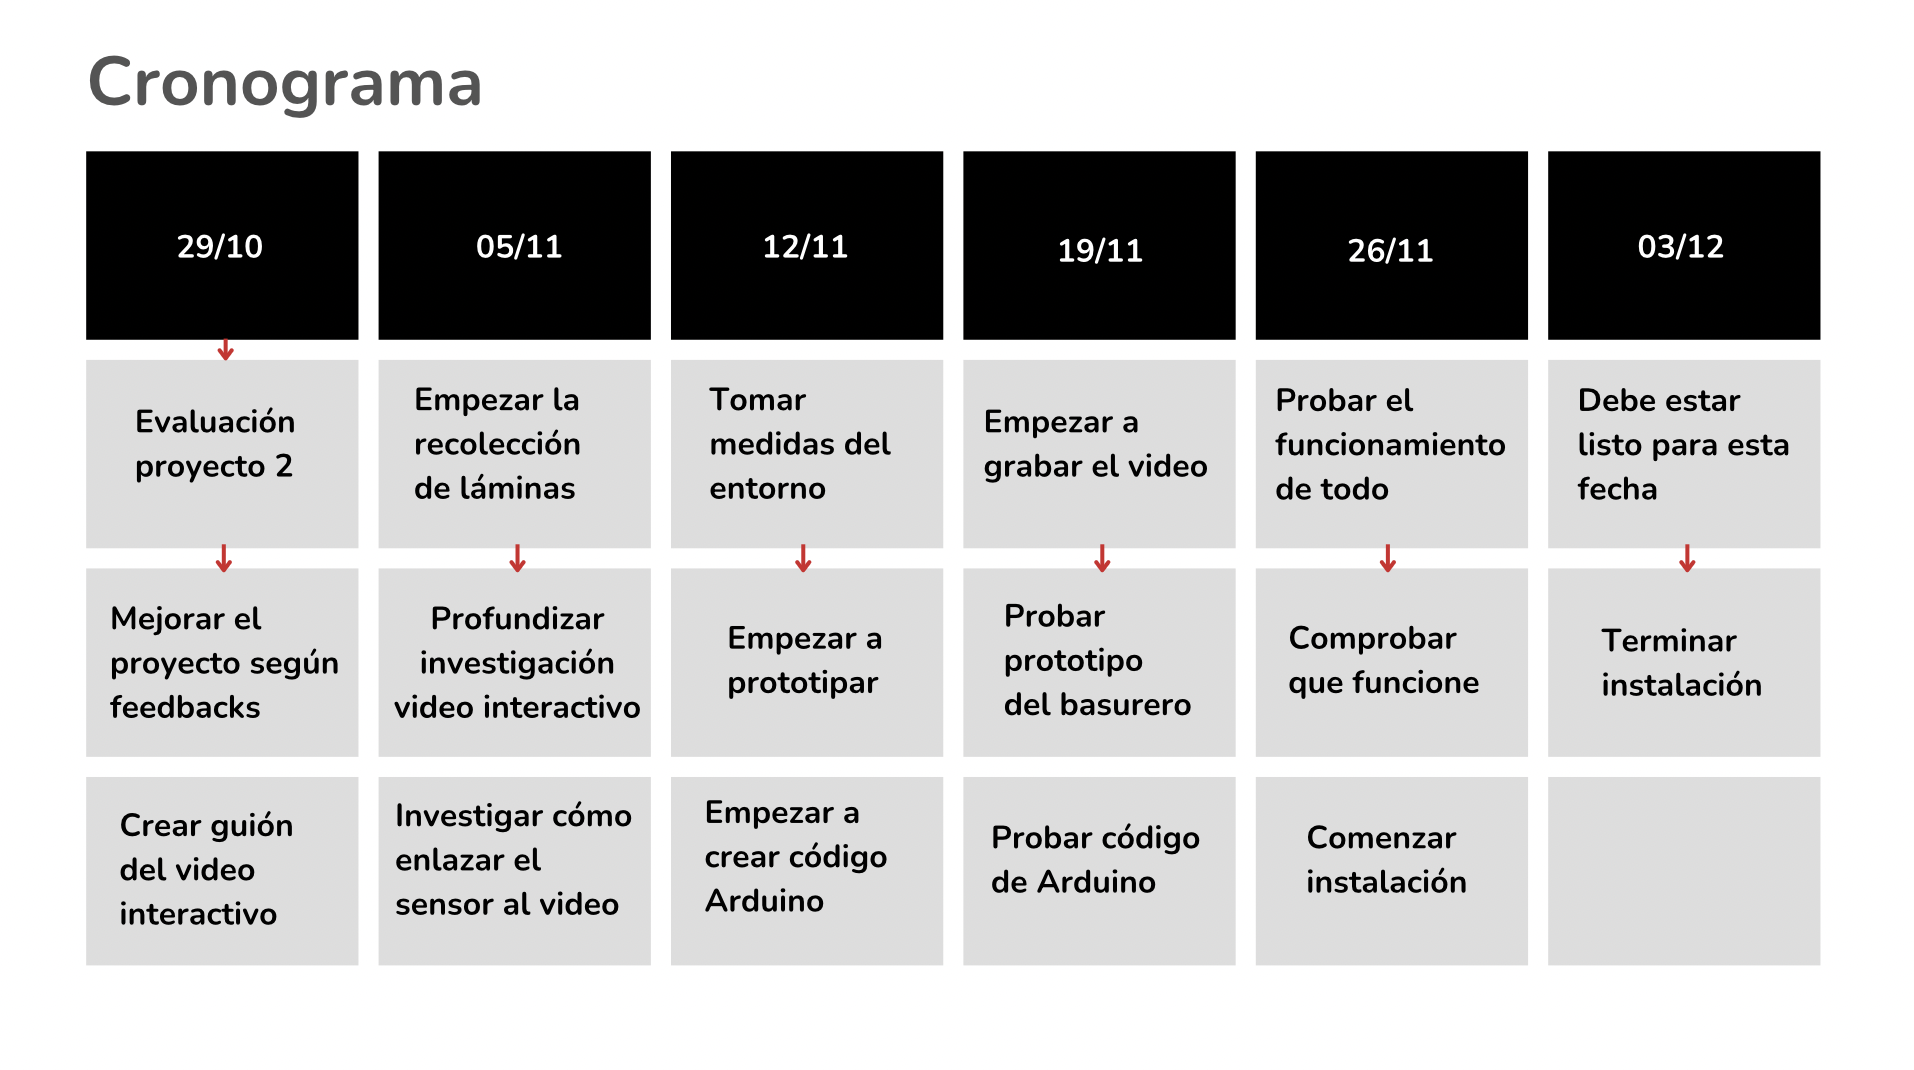 Cronograma
29/10
05/11
12/11
19/11
26/11
03/12
Evaluación
proyecto 2
Empezar la
recolección
de láminas
Tomar
medidas del
entorno
Empezar a
grabar el video
Probar el
funcionamiento
de todo
Debe estar
listo para esta
fecha
Mejorar el
proyecto según
feedbacks
Profundizar
investigación
video interactivo
Empezar a
prototipar
Probar
prototipo
del basurero
Comprobar
que funcione
Terminar
instalación
Crear guión
del video
interactivo
Investigar cómo
enlazar el
sensor al video
Empezar a
crear código
Arduino
Probar código
de Arduino
Comenzar
instalación